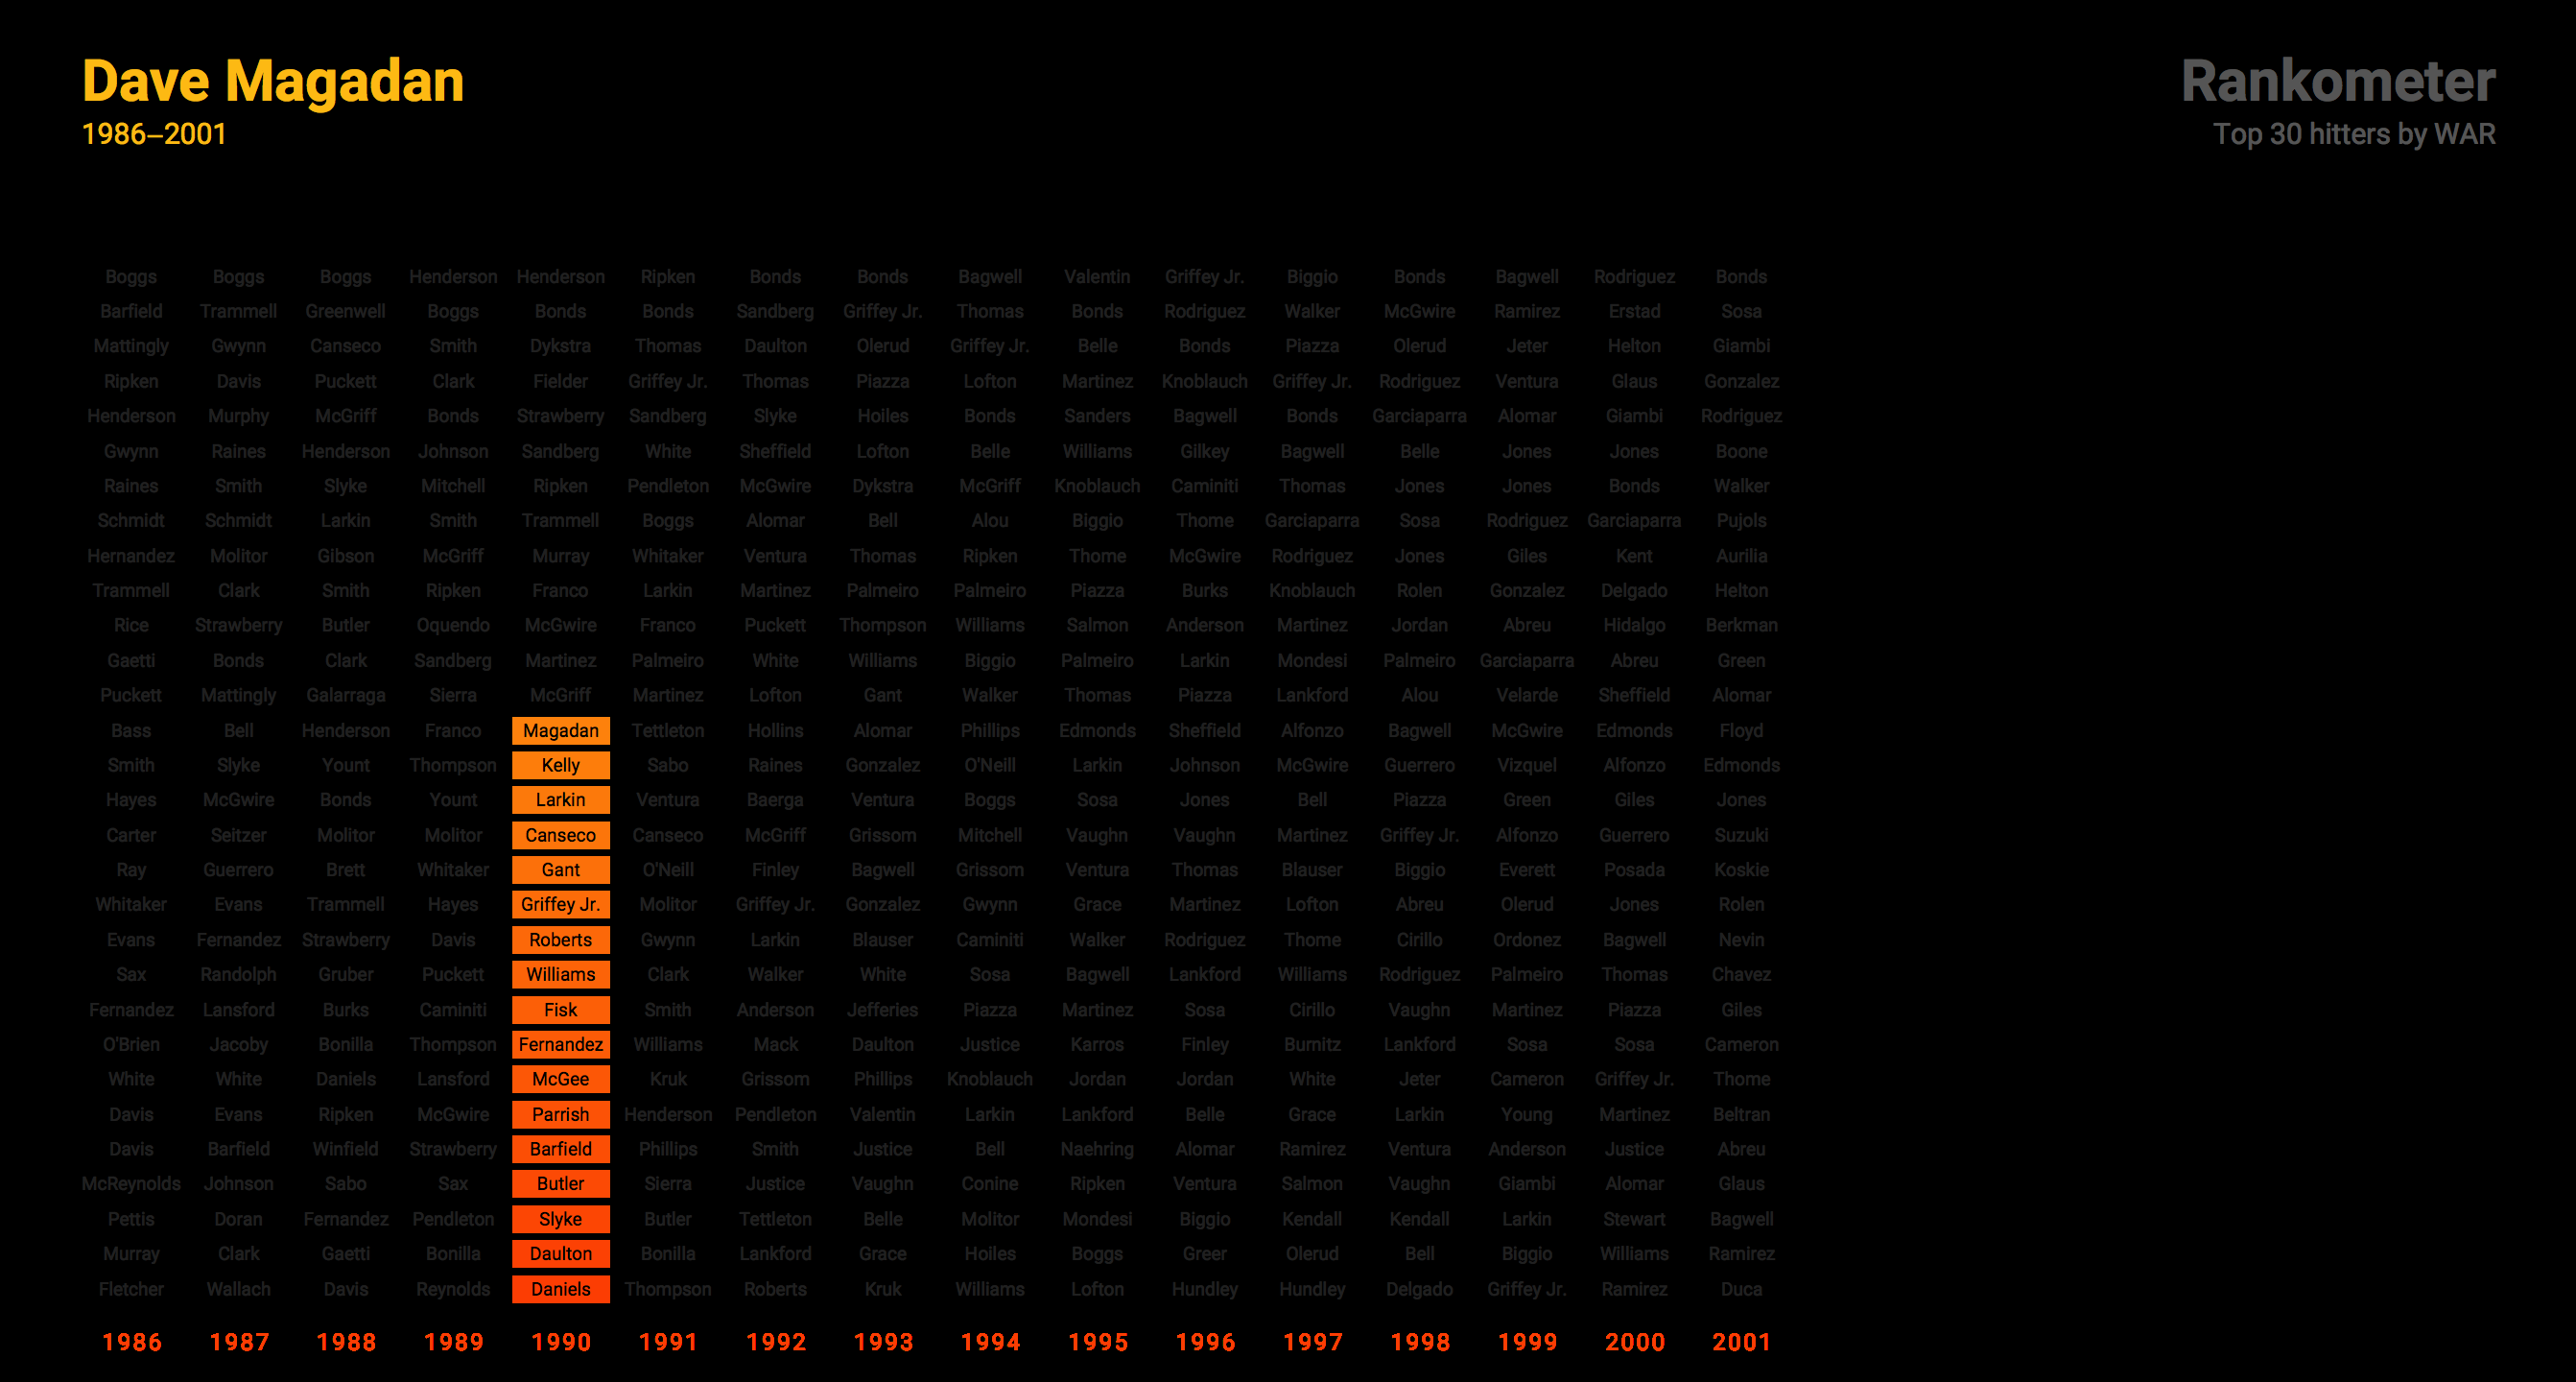 Dave Magadan
1986–2001
Rankometer
Top 30 hitters by WAR
Boggs Boggs Boggs Henderson Henderson Ripken Bonds Bonds Bagwell Valentin Griffey Jr. Biggio Bonds Bagwell Rodriguez Bonds
Barfield Trammell Greenwell Boggs Bonds Bonds Sandberg Griffey Jr. Thomas Bonds Rodriguez Walker McGwire Ramirez Erstad Sosa
Mattingly Gwynn Canseco Smith Dykstra Thomas Daulton Olerud Griffey Jr. Belle Bonds Piazza Olerud Jeter Helton Giambi
Ripken Davis Puckett Clark Fielder Griffey Jr. Thomas Piazza Lofton Martinez Knoblauch Griffey Jr. Rodriguez Ventura Glaus Gonzalez
Henderson Murphy McGriff Bonds Strawberry Sandberg Slyke Hoiles Bonds Sanders Bagwell Bonds Garciaparra Alomar Giambi Rodriguez
Gwynn Raines Henderson Johnson Sandberg White Sheffield Lofton Belle Williams Gilkey Bagwell Belle Jones Jones Boone
Raines Smith Slyke Mitchell Ripken Pendleton McGwire Dykstra McGriff Knoblauch Caminiti Thomas Jones Jones Bonds Walker
Schmidt Schmidt Larkin Smith Trammell Boggs Alomar Bell Alou Biggio Thome Garciaparra Sosa Rodriguez Garciaparra Pujols
Hernandez Molitor Gibson McGriff Murray Whitaker Ventura Thomas Ripken Thome McGwire Rodriguez Jones Giles Kent Aurilia
Trammell Clark Smith Ripken Franco Larkin Martinez Palmeiro Palmeiro Piazza Burks Knoblauch Rolen Gonzalez Delgado Helton
Rice Strawberry Butler Oquendo McGwire Franco Puckett Thompson Williams Salmon Anderson Martinez Jordan Abreu Hidalgo Berkman
Gaetti Bonds Clark Sandberg Martinez Palmeiro White Williams Biggio Palmeiro Larkin Mondesi Palmeiro Garciaparra Abreu Green
Puckett Mattingly Galarraga Sierra McGriff Martinez Lofton Gant Walker Thomas Piazza Lankford Alou Velarde Sheffield Alomar
Bass Bell Henderson Franco Magadan Tettleton Hollins Alomar Phillips Edmonds Sheffield Alfonzo Bagwell McGwire Edmonds Floyd
Smith Slyke Yount Thompson Kelly Sabo Raines Gonzalez O'Neill Larkin Johnson McGwire Guerrero Vizquel Alfonzo Edmonds
Hayes McGwire Bonds Yount Larkin Ventura Baerga Ventura Boggs Sosa Jones Bell Piazza Green Giles Jones
Carter Seitzer Molitor Molitor Canseco Canseco McGriff Grissom Mitchell Vaughn Vaughn Martinez Griffey Jr. Alfonzo Guerrero Suzuki
Ray Guerrero Brett Whitaker Gant O'Neill Finley Bagwell Grissom Ventura Thomas Blauser Biggio Everett Posada Koskie
Whitaker Evans Trammell Hayes Griffey Jr. Molitor Griffey Jr. Gonzalez Gwynn Grace Martinez Lofton Abreu Olerud Jones Rolen
Evans Fernandez Strawberry Davis Roberts Gwynn Larkin Blauser Caminiti Walker Rodriguez Thome Cirillo Ordonez Bagwell Nevin
Sax Randolph Gruber Puckett Williams Clark Walker White Sosa Bagwell Lankford Williams Rodriguez Palmeiro Thomas Chavez
Fernandez Lansford Burks Caminiti Fisk Smith Anderson Jefferies Piazza Martinez Sosa Cirillo Vaughn Martinez Piazza Giles
O'Brien Jacoby Bonilla Thompson Fernandez Williams Mack Daulton Justice Karros Finley Burnitz Lankford Sosa Sosa Cameron
White White Daniels Lansford McGee Kruk Grissom Phillips Knoblauch Jordan Jordan White Jeter Cameron Griffey Jr. Thome
Davis Evans Ripken McGwire Parrish Henderson Pendleton Valentin Larkin Lankford Belle Grace Larkin Young Martinez Beltran
Davis Barfield Winfield Strawberry Barfield Phillips Smith Justice Bell Naehring Alomar Ramirez Ventura Anderson Justice Abreu
McReynolds Johnson Sabo Sax Butler Sierra Justice Vaughn Conine Ripken Ventura Salmon Vaughn Giambi Alomar Glaus
Pettis Doran Fernandez Pendleton Slyke Butler Tettleton Belle Molitor Mondesi Biggio Kendall Kendall Larkin Stewart Bagwell
Murray Clark Gaetti Bonilla Daulton Bonilla Lankford Grace Hoiles Boggs Greer Olerud Bell Biggio Williams Ramirez
Fletcher Wallach Davis Reynolds Daniels Thompson Roberts Kruk Williams Lofton Hundley Hundley Delgado Griffey Jr. Ramirez Duca
1986 1987 1988 1989 1990 1991 1992 1993 1994 1995 1996 1997 1998 1999 2000 2001